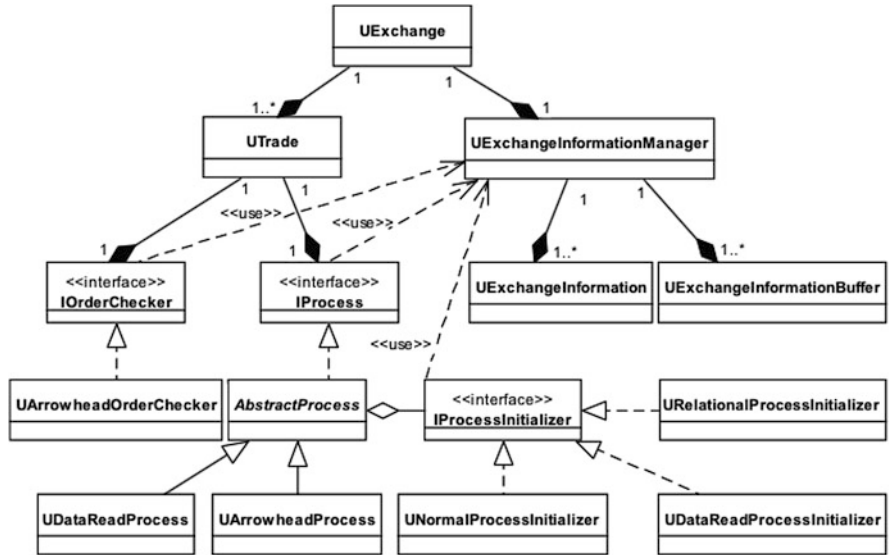 UExchange
1
1
1..*
1
UTrade
UExchangeInformationManager
1
1
1
1
<<use>>
<<use>>
1
1
1..*
1..*
<<interface>>
IOrderChecker
<<interface>>
IProcess
UExchangeInformation
UExchangeInformationBuffer
<<use>>
UArrowheadOrderChecker
AbstractProcess
<<interface>>
IProcessInitializer
URelationalProcessInitializer
UDataReadProcess
UArrowheadProcess
UNormalProcessInitializer
UDataReadProcessInitializer